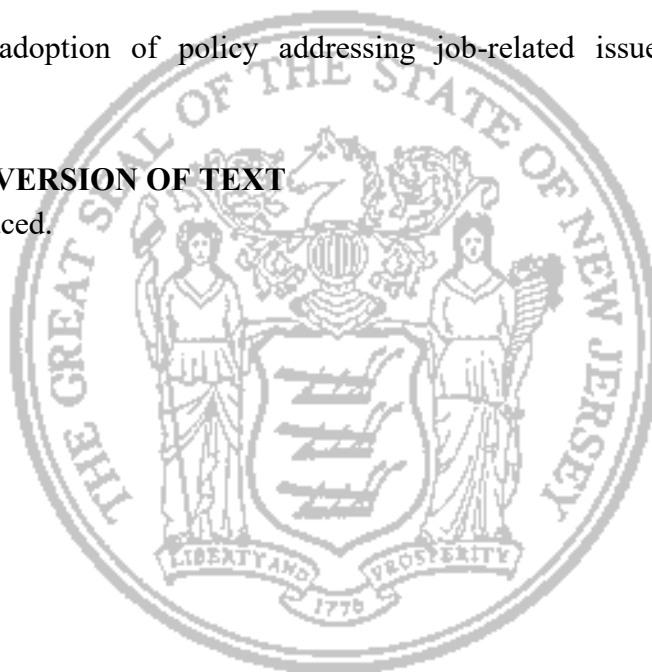 adoption of policy addressing job-related issue
VERSION OF TEXT
uced.
THE GREAT SEAL OF THE STATE OF NEW JERSEY
LIBERTY AND PROSPERITY
1776